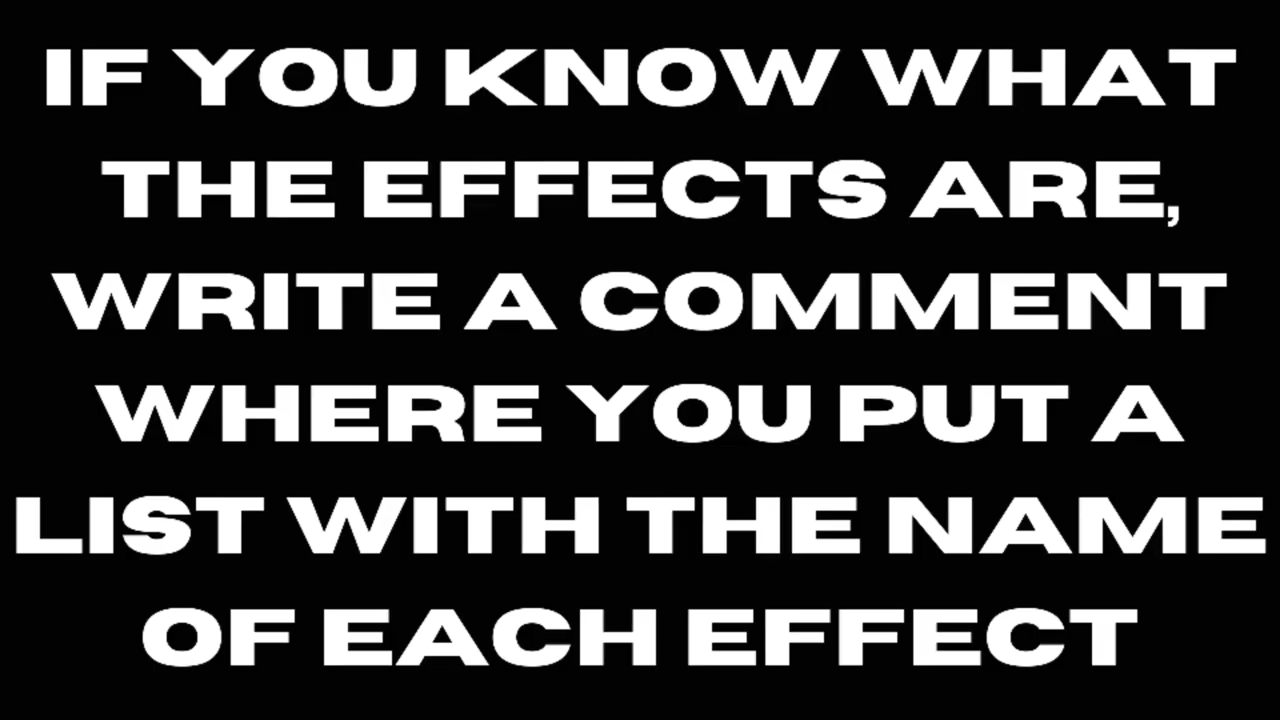 IF YOU KNOW WHAT
THE EFFECTS ARE,
WRITE A COMMENT
WHERE YOU PUT A
LIST WITH THE NAME
OF EACH EFFECT